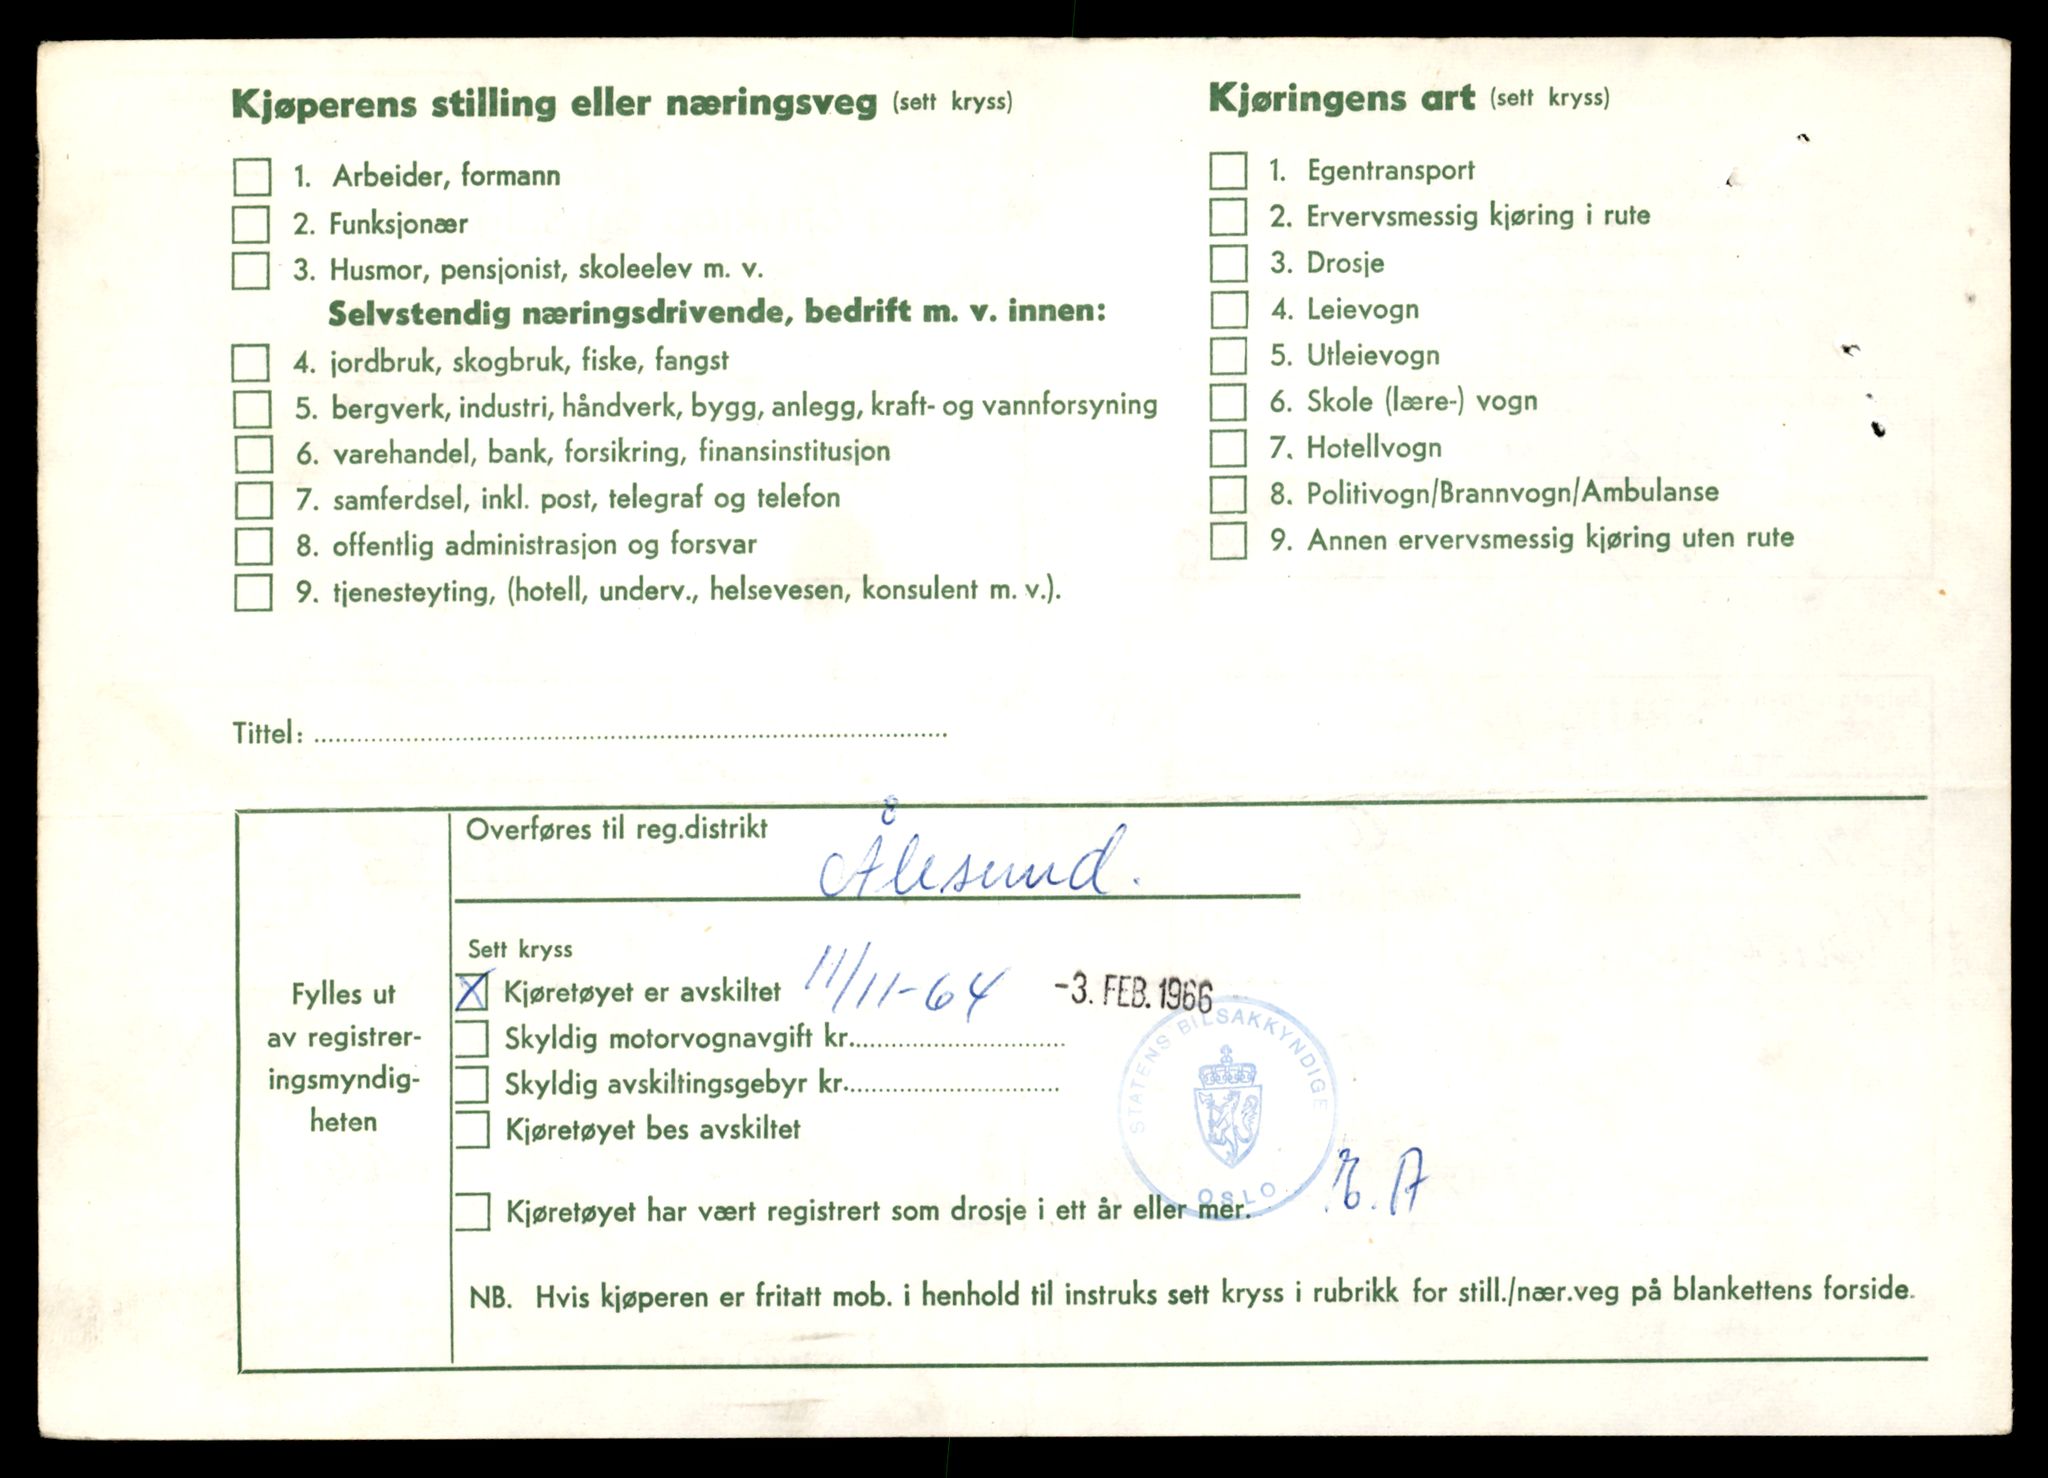 Kjøperens stilling eller næringsveg (sett kryss)
1. Arbeider, formann
2. Funksjonær
3. Husmor, pensjonist, skoleelev m. v.
Selvstendig næringsdrivende, bedrift m. v. innen:
4. jordbruk, skogbruk, fiske, fangst
5. bergverk, industri, håndverk, bygg, anlegg, kraft- og vannforsyning
6. varehandel, bank, forsikring, finansinstitusjon
7. samferdsel, inkl. post, telegraf og telefon
8. offentlig administrasjon og forsvar
9. tjenesteyting, (hotell, underv., helsevesen, konsulent m. v.).
Kjøringens art (sett kryss)
1. Egentransport
2. Ervervsmessig kjøring i rute
3. Drosje
4. Leievogn
5. Utleievogn
6. Skole (lære-) vogn
7. Hotellvogn
8. Politivogn/Brannvogn/Ambulanse
9. Annen ervervsmessig kjøring uten rute
Tittel:
Fylles ut
av registrer-
ingsmyndig-
heten
Overføres til reg.distrikt
Ålesund.
Sett kryss
X Kjøretøyet er avskiltet 11/11-64 -3. FEB. 1966
Skyldig motorvognavgift kr.
Skyldig avskiltingsgebyr kr.
Kjøretøyet bes avskiltet
STATENS BILSAKKYNDIGE
OSLO
E. A
Kjøretøyet har vært registrert som drosje i ett år eller mer.
NB. Hvis kjøperen er fritatt mob. i henhold til instruks sett kryss i rubrikk for still./nær.veg på blankettens forside.